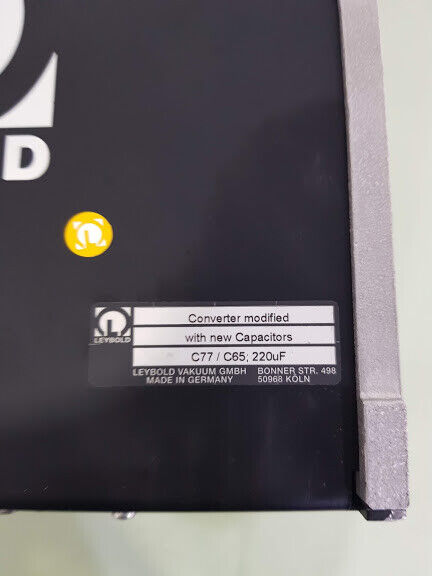 D
Converter modified
with new Capacitors
LEYBOLD
C77 / C65; 220uF
LEYBOLD VAKUUM GMBH BONNER STR. 498
MADE IN GERMANY 50968 KÖLN